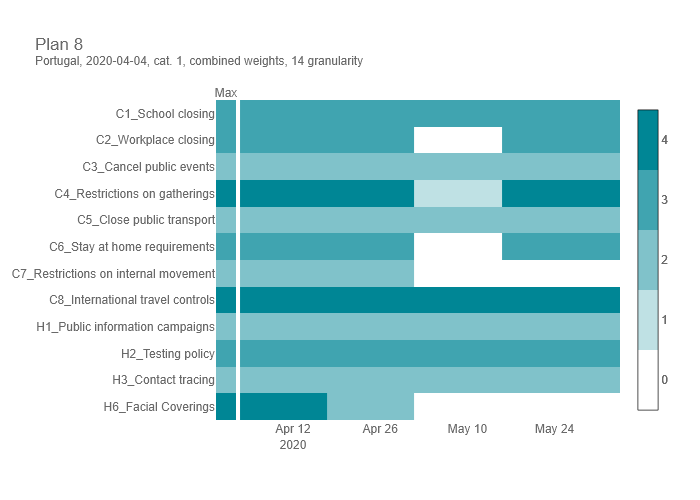 Plan 8
Portugal, 2020-04-04, cat. 1, combined weights, 14 granularity
Max
C1_School closing
C2_Workplace closing
C3_Cancel public events
C4_Restrictions on gatherings
C5_Close public transport
C6_Stay at home requirements
C7_Restrictions on internal movement
C8_International travel controls
H1_Public information campaigns
H2_Testing policy
H3_Contact tracing
H6_Facial Coverings
4
3
2
1
0
Apr 12 Apr 26 May 10 May 24
2020